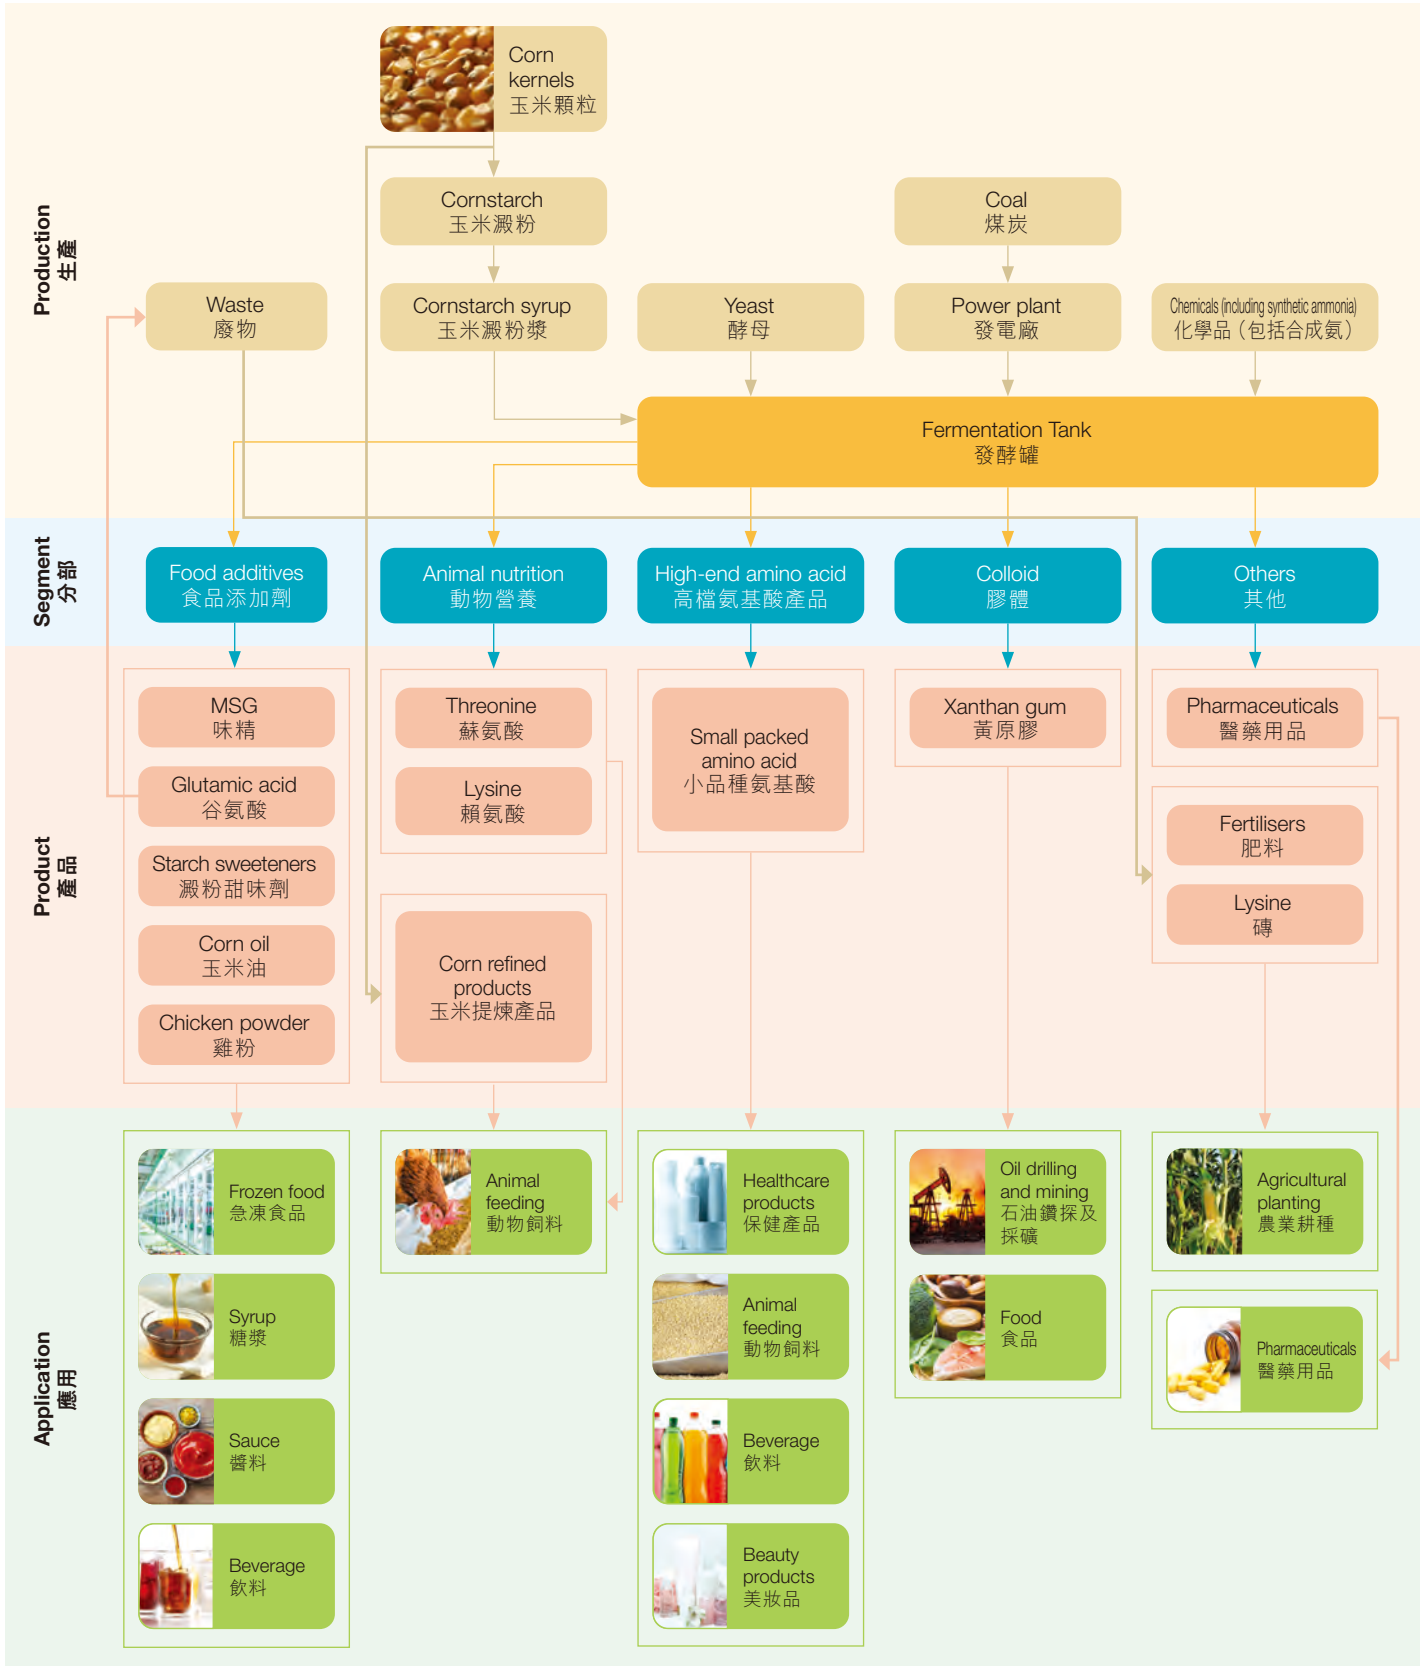 Production
生產
Corn
kernels
玉米顆粒
Cornstarch
玉米澱粉
Coal
煤炭
Waste
廢物
Cornstarch syrup
玉米澱粉漿
Yeast
酵母
Power plant
發電廠
Chemicals (including synthetic ammonia)
化學品（包括合成氨）
Fermentation Tank
發酵罐
Segment
分部
Food additives
食品添加劑
Animal nutrition
動物營養
High-end amino acid
高檔氨基酸產品
Colloid
膠體
Others
其他
Product
產品
MSG
味精
Glutamic acid
谷氨酸
Starch sweeteners
澱粉甜味劑
Corn oil
玉米油
Chicken powder
雞粉
Threonine
蘇氨酸
Lysine
賴氨酸
Corn refined
products
玉米提煉產品
Small packed
amino acid
小品種氨基酸
Xanthan gum
黃原膠
Pharmaceuticals
醫藥用品
Fertilisers
肥料
Lysine
磚
Application
應用
Frozen food
急凍食品
Syrup
糖漿
Sauce
醬料
Beverage
飲料
Animal
feeding
動物飼料
Healthcare
products
保健產品
Animal
feeding
動物飼料
Beverage
飲料
Beauty
products
美妝品
Oil drilling
and mining
石油鑽探及
採礦
Food
食品
Agricultural
planting
農業耕種
Pharmaceuticals
醫藥用品